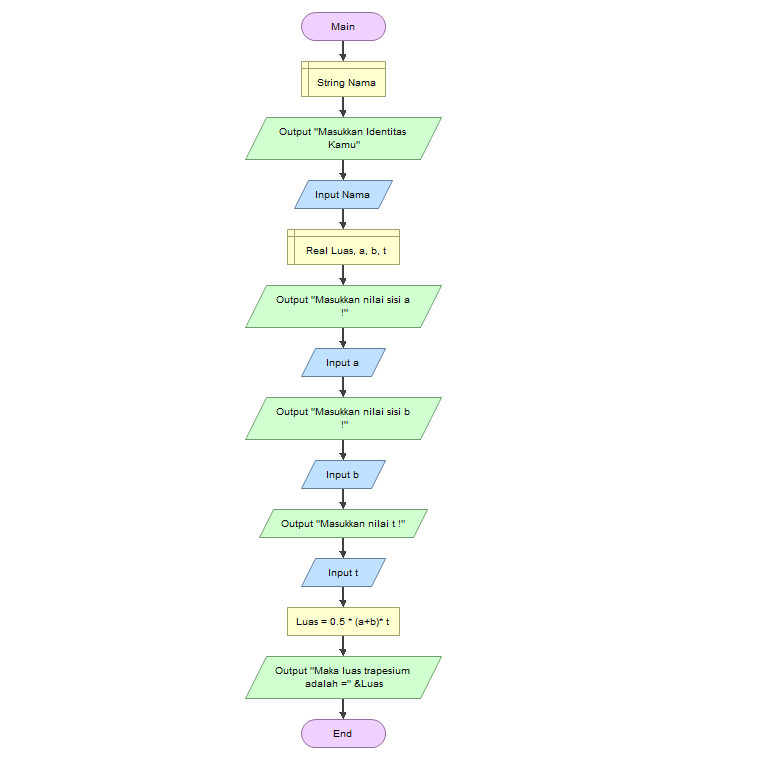 Main
String Nama
Output "Masukkan Identitas
Kamu"
Input Nama
Real Luas, a, b, t
Output "Masukkan nilai sisi a
!"
Input a
Output "Masukkan nilai sisi b
!"
Input b
Output "Masukkan nilai t !"
Input t
Luas = 0.5 * (a+b)* t
Output "Maka luas trapesium
adalah =" &Luas
End